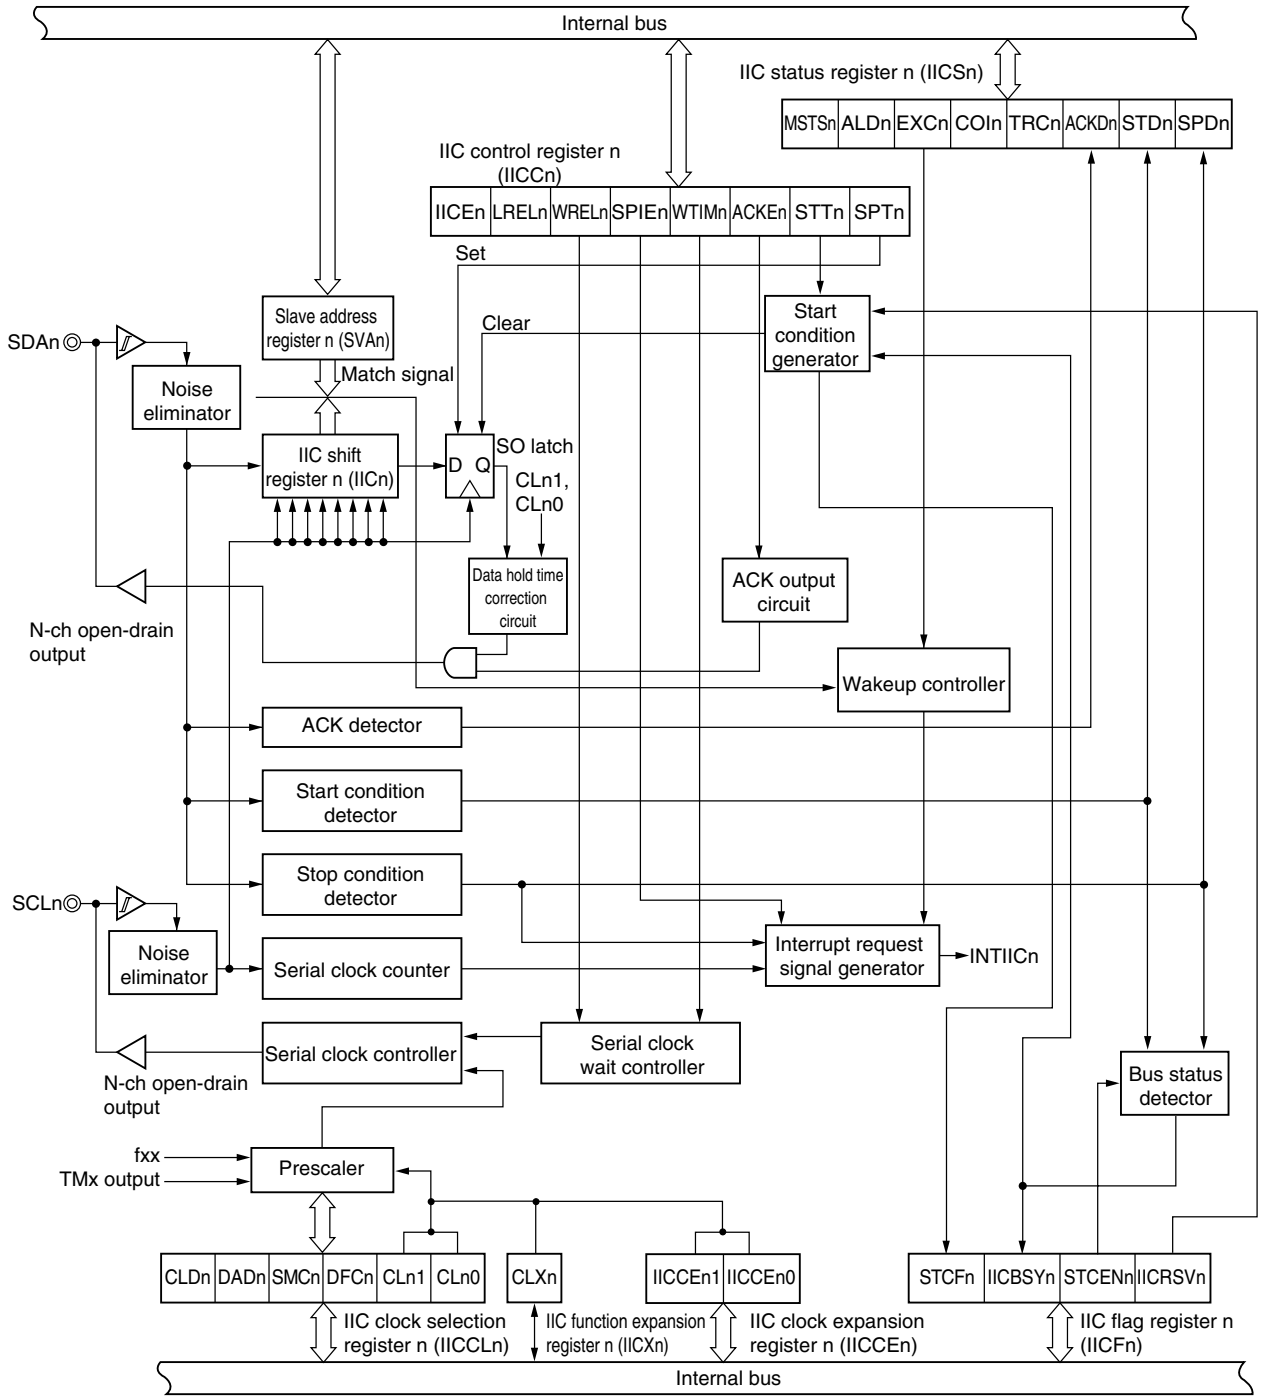 Internal bus
IIC status register n (IICSn)
MSTSn ALDn EXCn COIn TRCn ACKDn STDn SPDn
IIC control register n
(IICCn)
IICEn LRELn WRELn SPIEn WTIMn ACKEn STTn SPTn
Set
Slave address
register n (SVAn)
Clear
Start
condition
generator
SDAn
Match signal
Noise
eliminator
SO latch
IIC shift
register n (IICn)
D Q
CLn1,
CLn0
Data hold time
correction
circuit
ACK output
circuit
N-ch open-drain
output
Wakeup controller
ACK detector
Start condition
detector
Stop condition
detector
SCLn
Noise
eliminator
Serial clock counter
Interrupt request
signal generator
INTIICn
Serial clock controller
Serial clock
wait controller
N-ch open-drain
output
Bus status
detector
fxx
TMx output
Prescaler
CLDn DADn SMCn DFCn CLn1 CLn0
CLXn
IICCEn1 IICCEn0
STCFn IICBSYn STCENn IICRSVn
IIC clock selection
register n (IICCLn)
IIC function expansion
register n (IICXn)
IIC clock expansion
register n (IICCEn)
IIC flag register n
(IICFn)
Internal bus